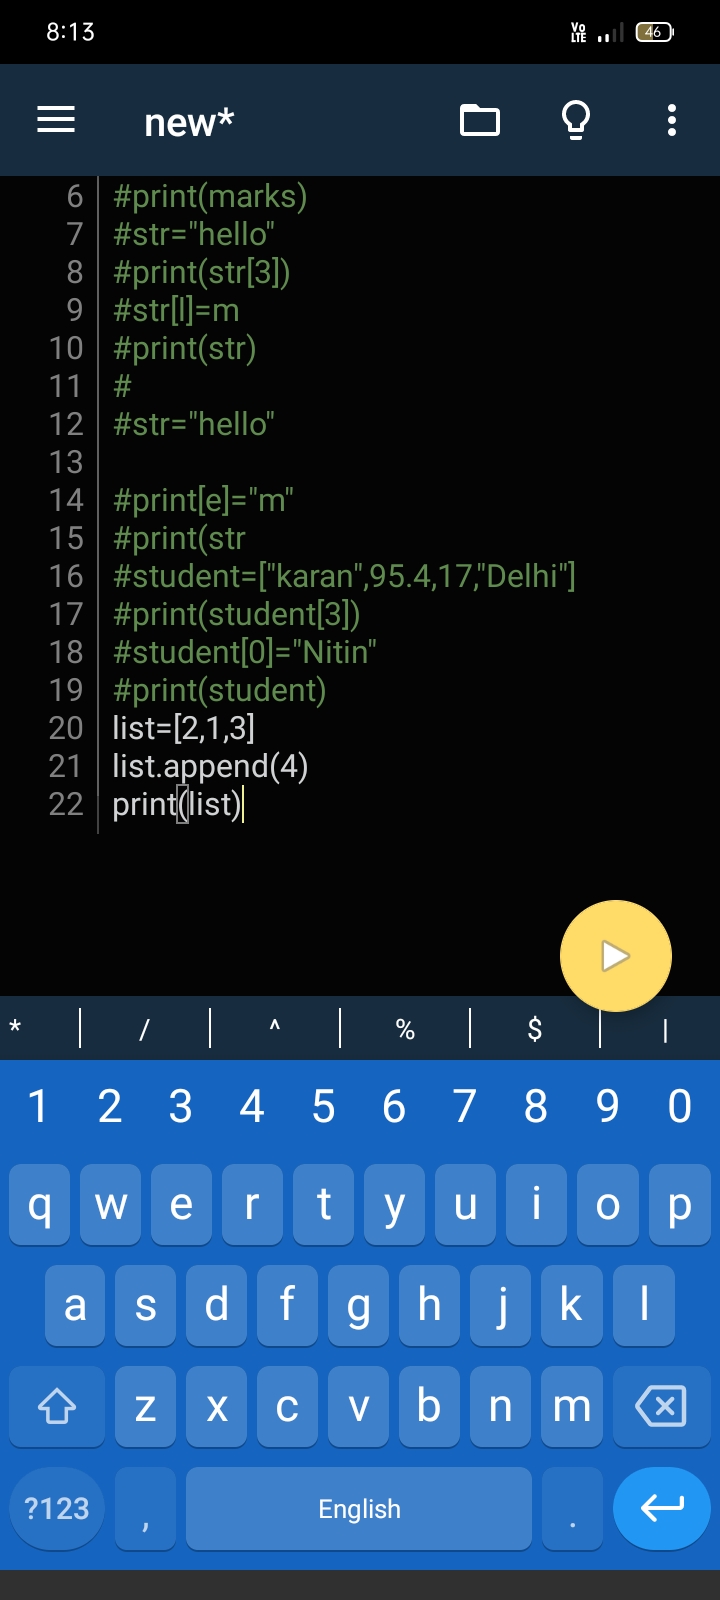 8:13
Vo LTE 46
new*
6 #print(marks)
7 #str="hello"
8 #print(str[3])
9 #str[l]=m
10 #print(str)
11 #
12 #str="hello"
13
14 #print[e]="m"
15 #print(str
16 #student=["karan",95.4,17,"Delhi"]
17 #print(student[3])
18 #student[0]="Nitin"
19 #print(student)
20 list=[2,1,3]
21 list.append(4)
22 print(list)
* / ^ % $ |
1 2 3 4 5 6 7 8 9 0
q w e r t y u i o p
a s d f g h j k l
z x c v b n m
?123 , English .